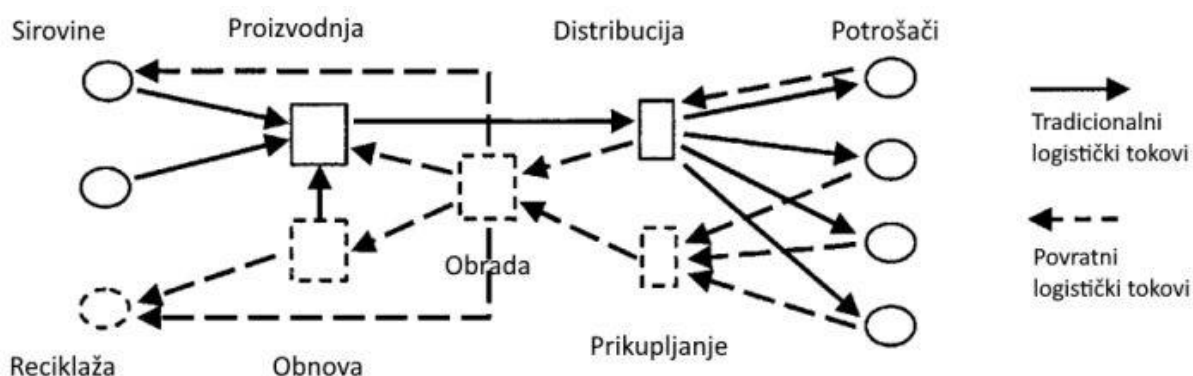 Sirovine
Proizvodnja
Distribucija
Potrošači
Tradicionalni
logistički tokovi
Obrada
Povratni
logistički tokovi
Prikupljanje
Reciklaža
Obnova